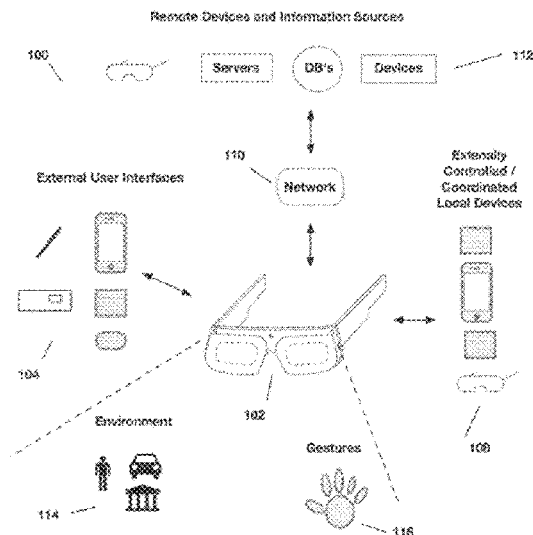 Remote Devices and Information Sources
100
Servers
DB's
Devices
112
110
Network
External User Interfaces
Externally
Controlled /
Coordinated
Local Devices
104
102
108
Environment
Gestures
114
116